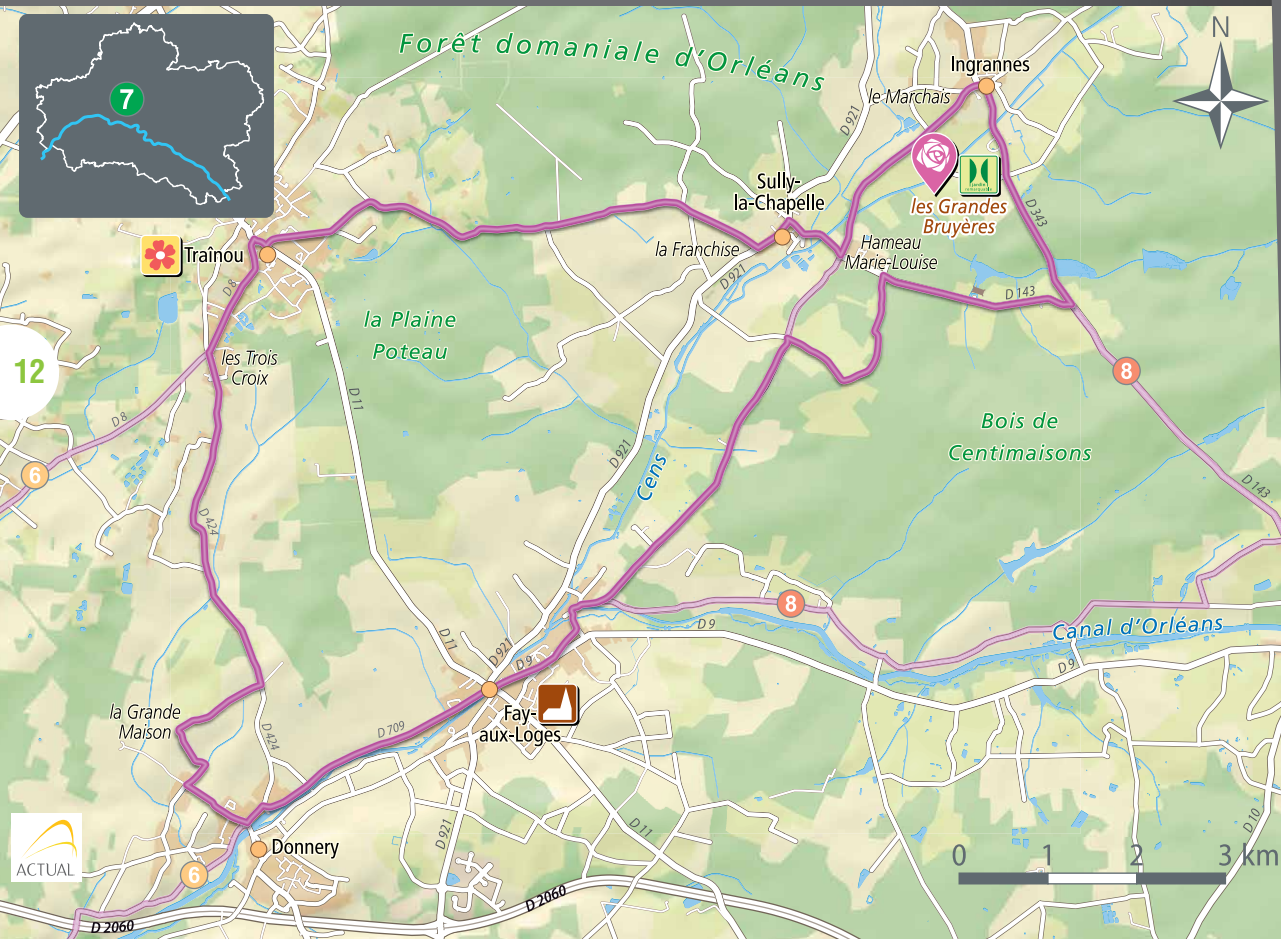 7
N
Forêt domaniale d'Orléans
Ingrannes
le Marchais
D 921
Sully-
la-Chapelle
jardin
remarquable
les Grandes
Bruyères
D 343
Traînou
la Franchise
Hameau
Marie-Louise
D 921
D 8
D 143
la Plaine
Poteau
les Trois
Croix
12
8
D 11
D 8
Bois de
Centimaisons
6
D 921
Cens
D 143
D 424
8
D 11
D 921
D 9
D 9
Canal d'Orléans
D 9
la Grande
Maison
Fay-
aux-Loges
D 424
D 709
ACTUAL
Donnery
6
D 921
D 11
D 10
0 1 2 3 km
D 2060
D 2060